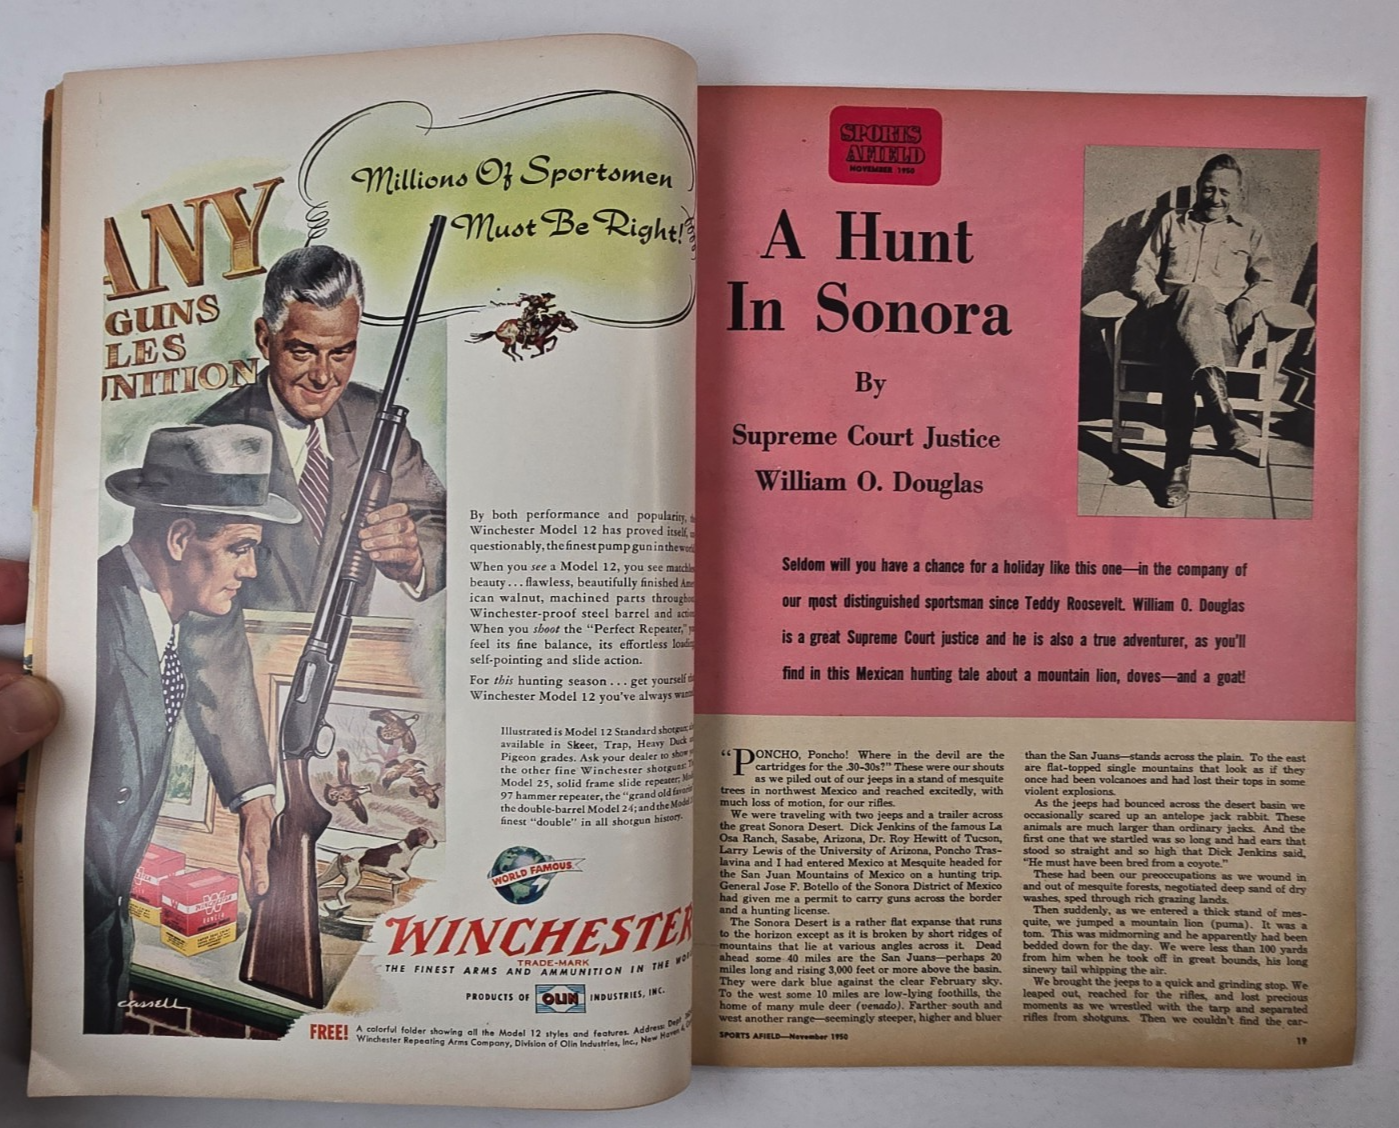 Millions Of Sportsmen
Must Be Right!
ANY
GUNS
LES
NITION
By both performance and popularity,
Winchester Model 12 has proved itself,
questionably, the finest pump gun in the world
When you see a Model 12, you see matchless
beauty...flawless, beautifully finished Amer
ican walnut, machined parts throughout
Winchester-proof steel barrel and action
When you shoot the "Perfect Repeater,"
feel its fine balance, its effortless loading
self-pointing and slide action.
For this hunting season...get yourself
Winchester Model 12 you've always wanted
Illustrated is Model 12 Standard shotgun,
available in Skeet, Trap, Heavy Duck
Pigeon grades. Ask your dealer to show
the other fine Winchester shotguns:
Model 25, solid frame slide repeater;
97 hammer repeater, the "grand old
the double-barrel Model 24; and the Model
finest "double" in all shotgun history.
WORLD FAMOUS
WINCHESTER
TRADE-MARK
THE FINEST ARMS AND AMMUNITION IN THE WORL
PRODUCTS OF OLIN INDUSTRIES, INC.
cassell
FREE! A colorful folder showing all the Model 12 styles and features. Address: Dept
Winchester Repeating Arms Company, Division of Olin Industries, Inc., New Haven 4,
SPORTS
AFIELD
NOVEMBER 1950
A Hunt
In Sonora
By
Supreme Court Justice
William O. Douglas
Seldom will you have a chance for a holiday like this one—in the company of
our most distinguished sportsman since Teddy Roosevelt. William O. Douglas
is a great Supreme Court justice and he is also a true adventurer, as you'll
find in this Mexican hunting tale about a mountain lion, doves—and a goat!
"PONCHO, Poncho! Where in the devil are the
cartridges for the .30-30s?" These were our shouts
as we piled out of our jeeps in a stand of mesquite
trees in northwest Mexico and reached excitedly, with
much loss of motion, for our rifles.
We were traveling with two jeeps and a trailer across
the great Sonora Desert. Dick Jenkins of the famous La
Osa Ranch, Sasabe, Arizona, Dr. Roy Hewitt of Tucson,
Larry Lewis of the University of Arizona, Poncho Tras-
lavina and I had entered Mexico at Mesquite headed for
the San Juan Mountains of Mexico on a hunting trip.
General Jose F. Botello of the Sonora District of Mexico
had given me a permit to carry guns across the border
and a hunting license.
The Sonora Desert is a rather flat expanse that runs
to the horizon except as it is broken by short ridges of
mountains that lie at various angles across it. Dead
ahead some 40 miles are the San Juans—perhaps 20
miles long and rising 3,000 feet or more above the basin.
They were dark blue against the clear February sky.
To the west some 10 miles are low-lying foothills, the
home of many mule deer (venado). Farther south and
west another range—seemingly steeper, higher and bluer
than the San Juans—stands across the plain. To the east
are flat-topped single mountains that look as if they
once had been volcanoes and had lost their tops in some
violent explosions.
As the jeeps had bounced across the desert basin we
occasionally scared up an antelope jack rabbit. These
animals are much larger than ordinary jacks. And the
first one that we startled was so long and had ears that
stood so straight and so high that Dick Jenkins said,
"He must have been bred from a coyote."
These had been our preoccupations as we wound in
and out of mesquite forests, negotiated deep sand of dry
washes, sped through rich grazing lands.
Then suddenly, as we entered a thick stand of mes-
quite, we jumped a mountain lion (puma). It was a
tom. This was midmorning and he apparently had been
bedded down for the day. We were less than 100 yards
from him when he took off in great bounds, his long
sinewy tail whipping the air.
We brought the jeeps to a quick and grinding stop. We
leaped out, reached for the rifles, and lost precious
moments as we wrestled with the tarp and separated
rifles from shotguns. Then we couldn't find the car-
SPORTS AFIELD—November 1950
19